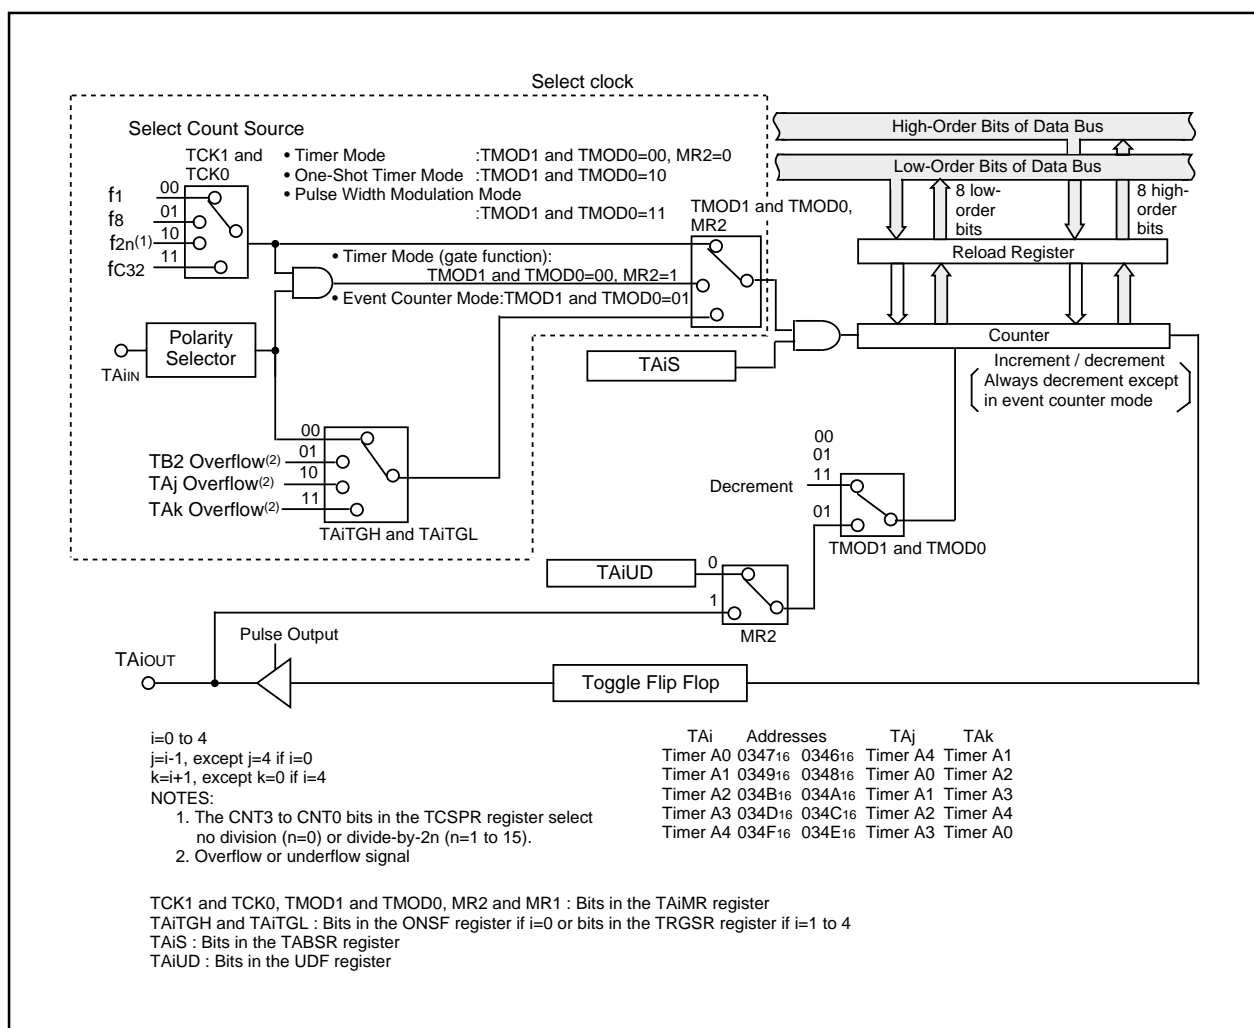 Select clock
Select Count Source
TCK1 and
TCK0
• Timer Mode :TMOD1 and TMOD0=00, MR2=0
• One-Shot Timer Mode :TMOD1 and TMOD0=10
• Pulse Width Modulation Mode
:TMOD1 and TMOD0=11
f1 00
f8 01
f2n(1) 10
fC32 11
TMOD1 and TMOD0,
MR2
• Timer Mode (gate function):
TMOD1 and TMOD0=00, MR2=1
• Event Counter Mode:TMOD1 and TMOD0=01
High-Order Bits of Data Bus
Low-Order Bits of Data Bus
8 low-
order
bits
8 high-
order
bits
Reload Register
Counter
Increment / decrement
Always decrement except
in event counter mode
Polarity
Selector
TAiIN
TAiS
00
TB2 Overflow(2) 01
TAj Overflow(2) 10
TAk Overflow(2) 11
TAiTGH and TAiTGL
00
01
Decrement 11
01
TMOD1 and TMOD0
TAiUD 0
1
MR2
Pulse Output
TAiOUT
Toggle Flip Flop
i=0 to 4
j=i-1, except j=4 if i=0
k=i+1, except k=0 if i=4
NOTES:
1. The CNT3 to CNT0 bits in the TCSPR register select
no division (n=0) or divide-by-2n (n=1 to 15).
2. Overflow or underflow signal
TAi Addresses TAj TAk
Timer A0 034716 034616 Timer A4 Timer A1
Timer A1 034916 034816 Timer A0 Timer A2
Timer A2 034B16 034A16 Timer A1 Timer A3
Timer A3 034D16 034C16 Timer A2 Timer A4
Timer A4 034F16 034E16 Timer A3 Timer A0
TCK1 and TCK0, TMOD1 and TMOD0, MR2 and MR1 : Bits in the TAiMR register
TAiTGH and TAiTGL : Bits in the ONSF register if i=0 or bits in the TRGSR register if i=1 to 4
TAiS : Bits in the TABSR register
TAiUD : Bits in the UDF register